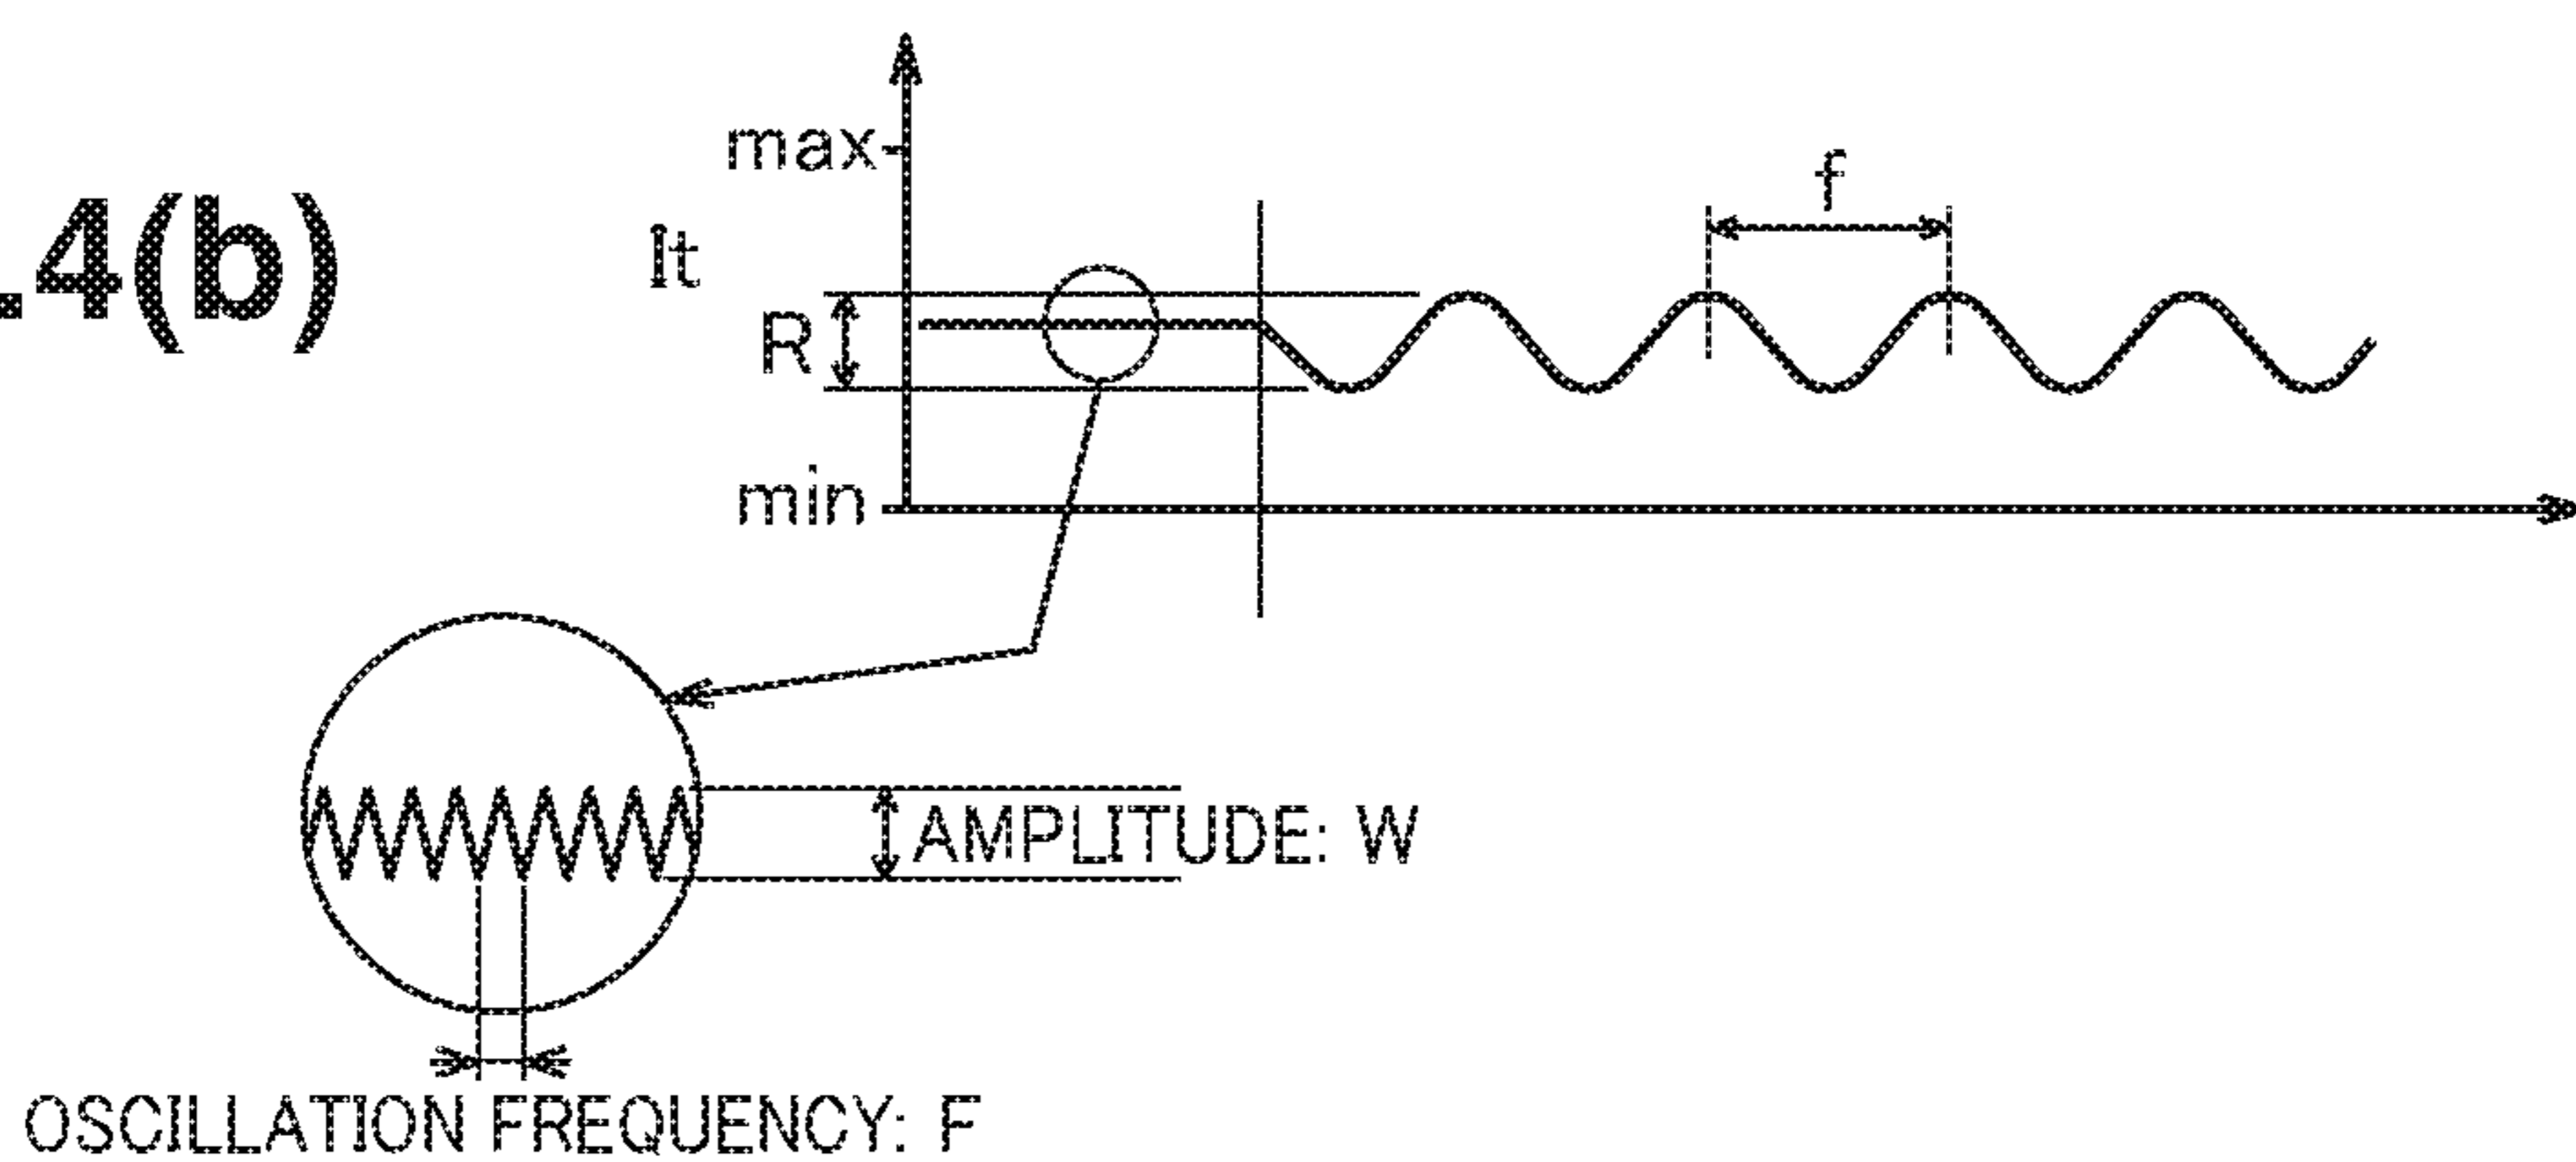 max
f
.4(b)
It
R
min
AMPLITUDE: W
OSCILLATION FREQUENCY: F